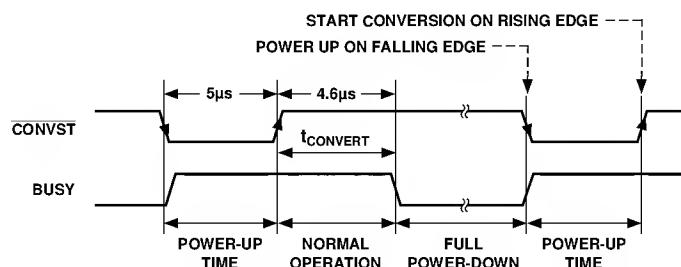 START CONVERSION ON RISING EDGE
POWER UP ON FALLING EDGE
5µs
4.6µs
CONVST
tCONVERT
BUSY
POWER-UP
TIME
NORMAL
OPERATION
FULL
POWER-DOWN
POWER-UP
TIME